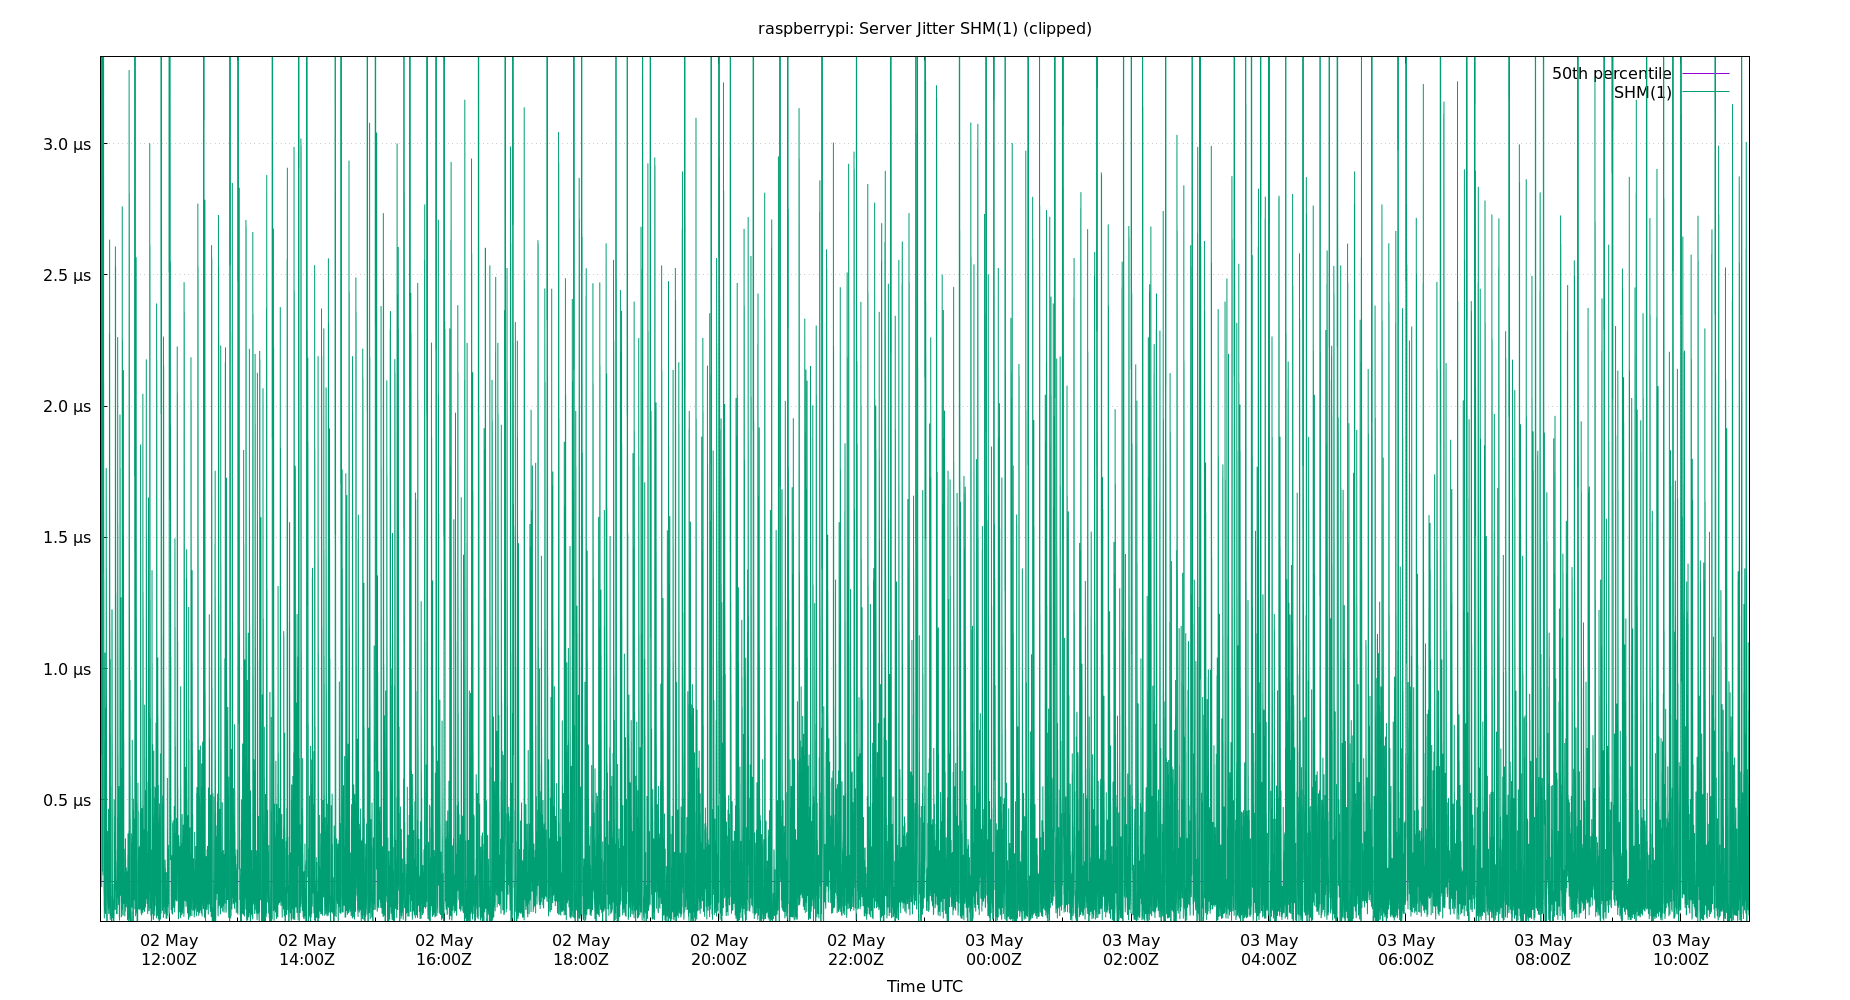 raspberrypi: Server Jitter SHM(1) (clipped)
50th percentile
SHM(1)
3.0 µs
2.5 µs
2.0 µs
1.5 µs
1.0 µs
0.5 µs
02 May 02 May 02 May 02 May 02 May 02 May 03 May 03 May 03 May 03 May 03 May 03 May
12:00Z 14:00Z 16:00Z 18:00Z 20:00Z 22:00Z 00:00Z 02:00Z 04:00Z 06:00Z 08:00Z 10:00Z
Time UTC